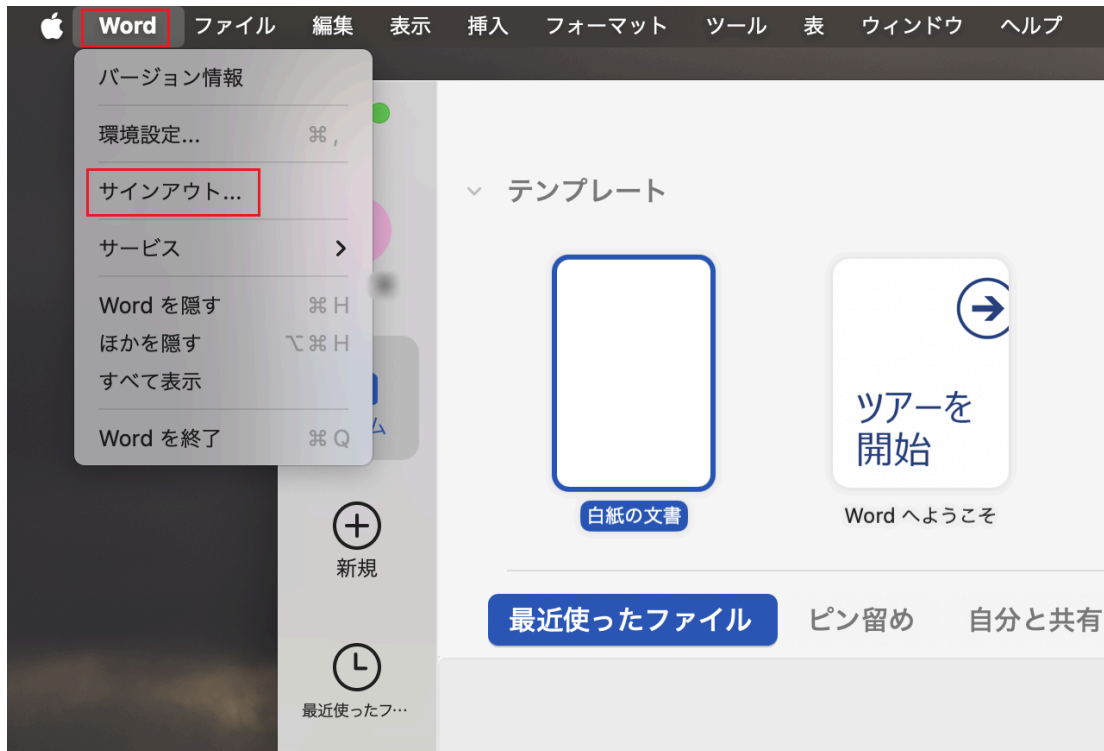 Word ファイル 編集 表示 挿入 フォーマット ツール 表 ウィンドウ ヘルプ
バージョン情報
環境設定... ⌘ ,
サインアウト...
サービス
Word を隠す ⌘ H
ほかを隠す ⌥ ⌘ H
すべて表示
Word を終了 ⌘ Q
ム
新規
最近使ったフ…
テンプレート
ツアーを
開始
白紙の文書
Word へようこそ
最近使ったファイル ピン留め 自分と共有